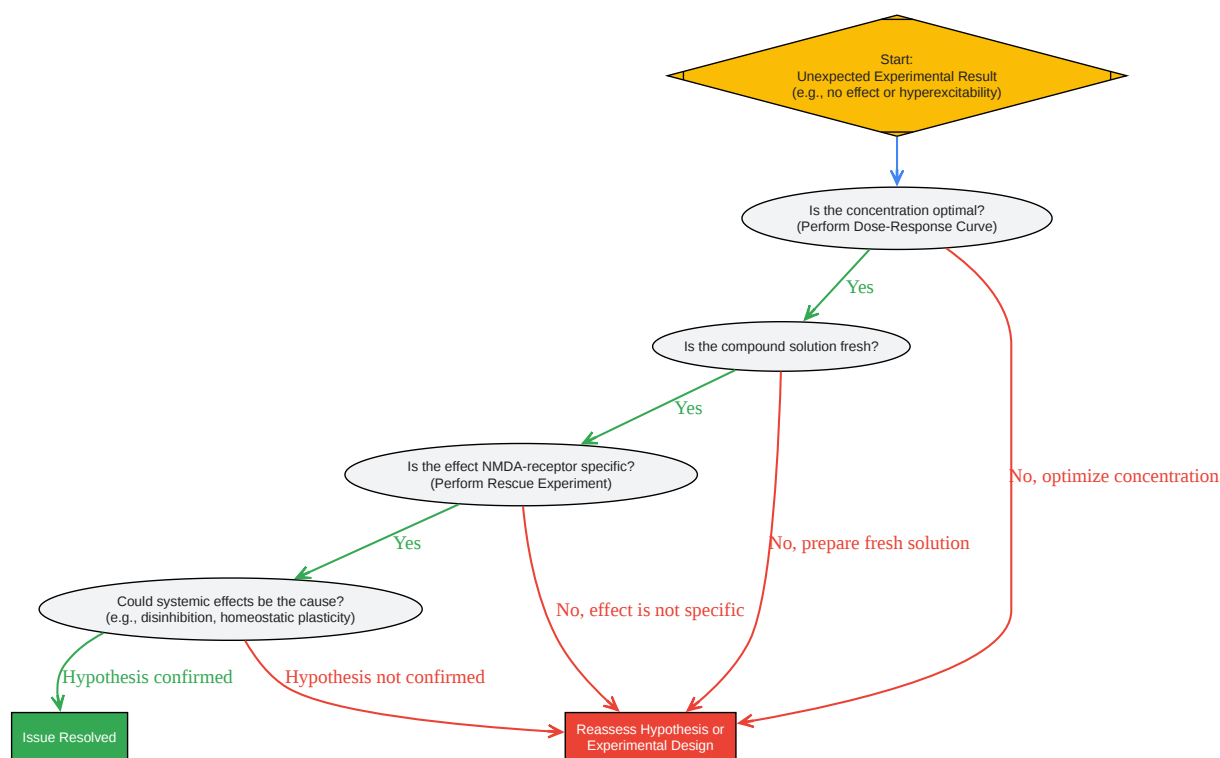 Start:
Unexpected Experimental Result
(e.g., no effect or hyperexcitability)
Is the concentration optimal?
(Perform Dose-Response Curve)
Yes
Is the compound solution fresh?
Yes
Is the effect NMDA-receptor specific?
(Perform Rescue Experiment)
No, optimize concentration
Yes
No, prepare fresh solution
Could systemic effects be the cause?
(e.g., disinhibition, homeostatic plasticity)
No, effect is not specific
Hypothesis confirmed
Hypothesis not confirmed
Issue Resolved
Reassess Hypothesis or
Experimental Design